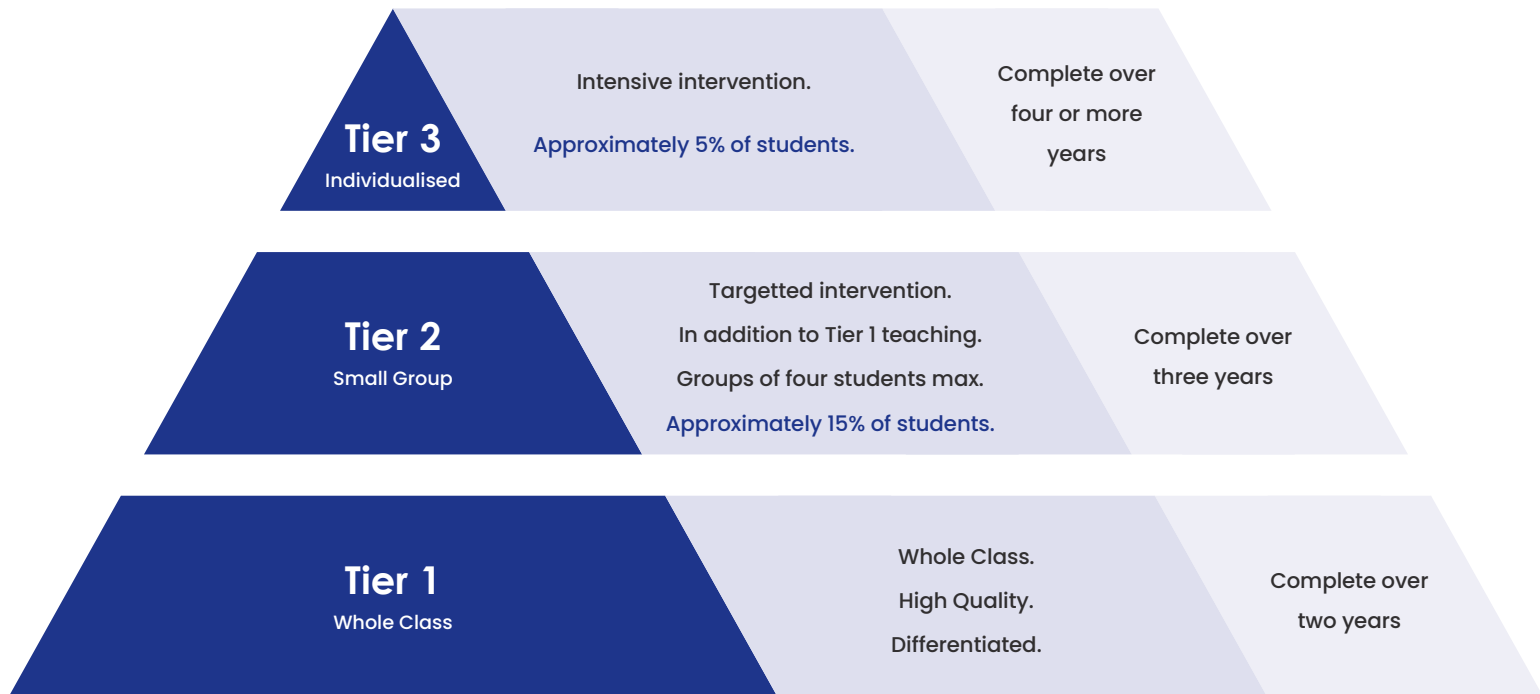 Tier 3
Individualised
Intensive intervention.
Approximately 5% of students.
Complete over
four or more
years
Tier 2
Small Group
Targetted intervention.
In addition to Tier 1 teaching.
Groups of four students max.
Approximately 15% of students.
Complete over
three years
Tier 1
Whole Class
Whole Class.
High Quality.
Differentiated.
Complete over
two years